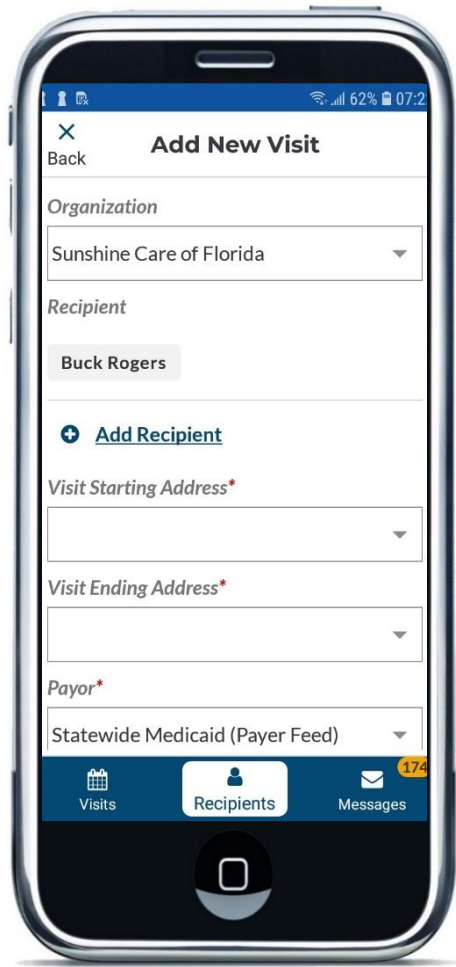 62% 07:2
Back
Add New Visit
Organization
Sunshine Care of Florida
Recipient
Buck Rogers
Add Recipient
Visit Starting Address*
Visit Ending Address*
Payor*
Statewide Medicaid (Payer Feed)
174
Visits
Recipients
Messages